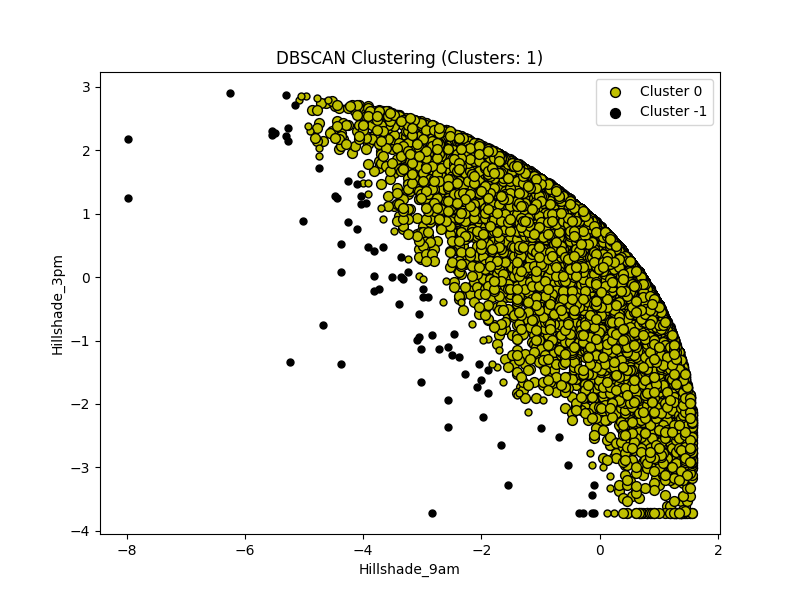 DBSCAN Clustering (Clusters: 1)
Cluster 0
Cluster -1
3
2
1
0
−1
−2
−3
−4
Hillshade_3pm
−8
−6
−4
−2
0
2
Hillshade_9am